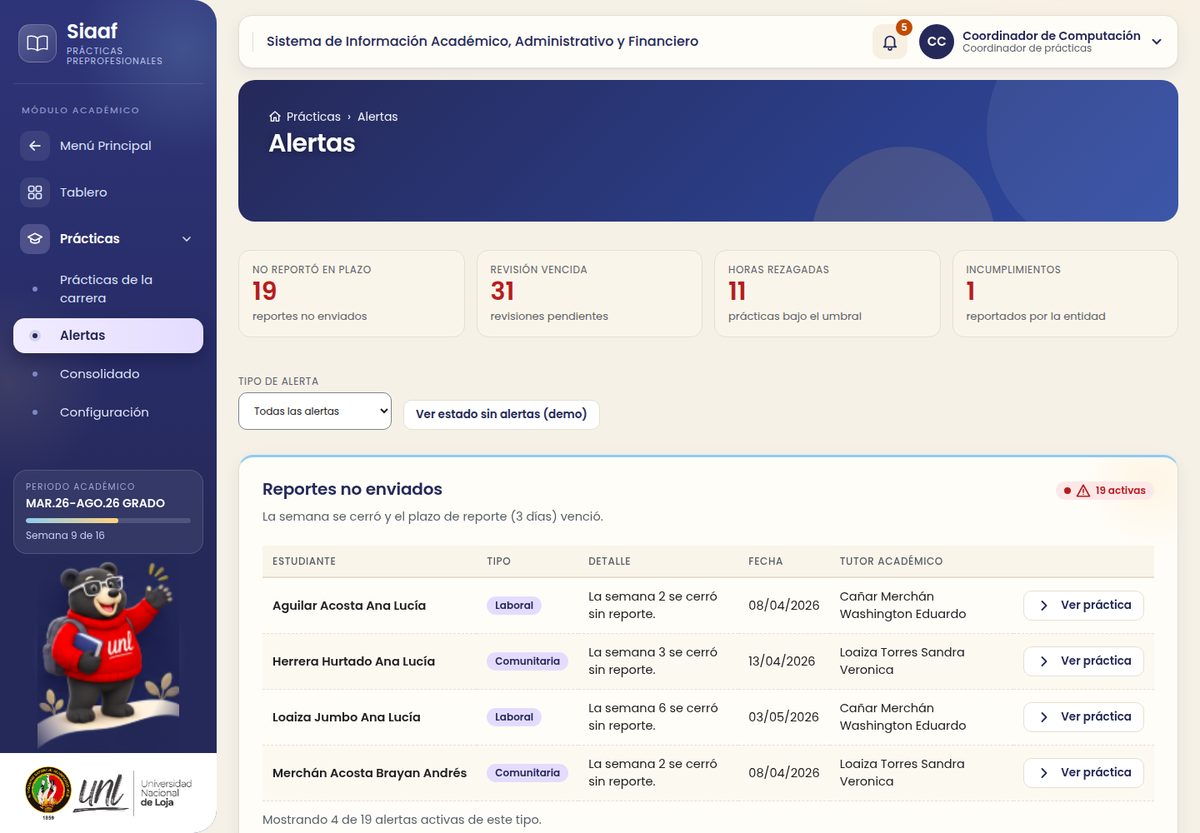 Siaaf
PRÁCTICAS
PREPROFESIONALES
MÓDULO ACADÉMICO
Menú Principal
Tablero
Prácticas
Prácticas de la
carrera
Alertas
Consolidado
Configuración
PERIODO ACADÉMICO
MAR.26-AGO.26 GRADO
Semana 9 de 16
unl
1859
unl
Universidad
Nacional
de Loja
Sistema de Información Académico, Administrativo y Financiero
5
CC
Coordinador de Computación
Coordinador de prácticas
Prácticas › Alertas
Alertas
NO REPORTÓ EN PLAZO
19
reportes no enviados
REVISIÓN VENCIDA
31
revisiones pendientes
HORAS REZAGADAS
11
prácticas bajo el umbral
INCUMPLIMIENTOS
1
reportados por la entidad
TIPO DE ALERTA
Todas las alertas
Ver estado sin alertas (demo)
Reportes no enviados
19 activas
La semana se cerró y el plazo de reporte (3 días) venció.
ESTUDIANTE TIPO DETALLE FECHA TUTOR ACADÉMICO
Aguilar Acosta Ana Lucía Laboral La semana 2 se cerró sin reporte. 08/04/2026 Cañar Merchán Washington Eduardo Ver práctica
Herrera Hurtado Ana Lucía Comunitaria La semana 3 se cerró sin reporte. 13/04/2026 Loaiza Torres Sandra Veronica Ver práctica
Loaiza Jumbo Ana Lucía Laboral La semana 6 se cerró sin reporte. 03/05/2026 Cañar Merchán Washington Eduardo Ver práctica
Merchán Acosta Brayan Andrés Comunitaria La semana 2 se cerró sin reporte. 08/04/2026 Loaiza Torres Sandra Veronica Ver práctica
Mostrando 4 de 19 alertas activas de este tipo.